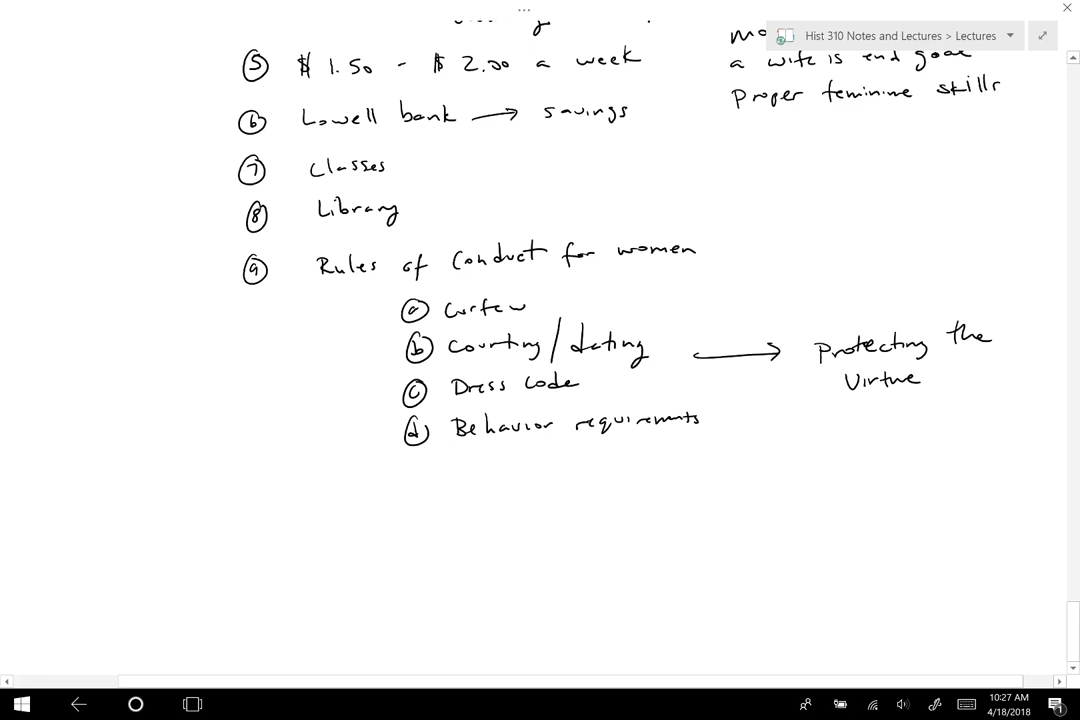 Hist 310 Notes and Lectures > Lectures
⑤ $ 1.50 - $ 2.00 a week
a wife is end goal
Proper feminine skills
⑥ Lowell bank → savings
⑦ Classes
⑧ Library
⑨ Rules of Conduct for women
ⓐ Curfew
ⓑ Courting / dating → Protecting the
Virtue
ⓒ Dress code
ⓓ Behavior requirements
10:27 AM
4/18/2018
1